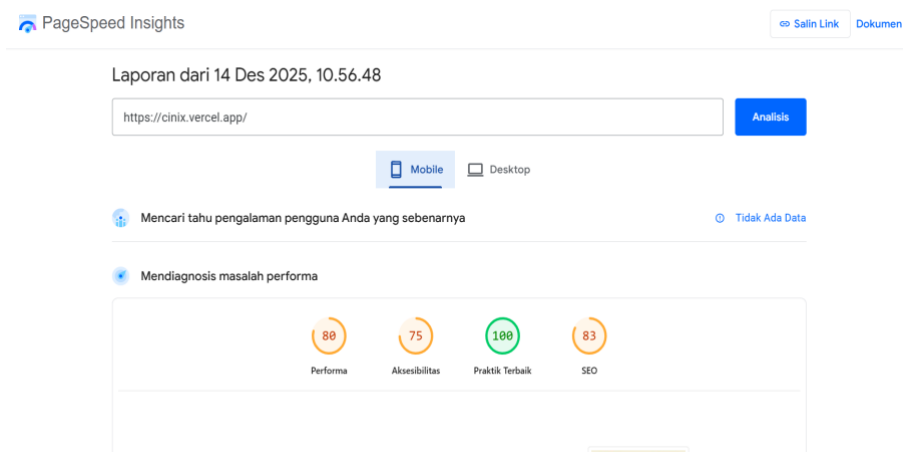 PageSpeed Insights
Salin Link
Dokumen
Laporan dari 14 Des 2025, 10.56.48
https://cinix.vercel.app/
Analisis
Mobile
Desktop
Mencari tahu pengalaman pengguna Anda yang sebenarnya
Tidak Ada Data
Mendiagnosis masalah performa
80
75
100
83
Performa
Aksesibilitas
Praktik Terbaik
SEO